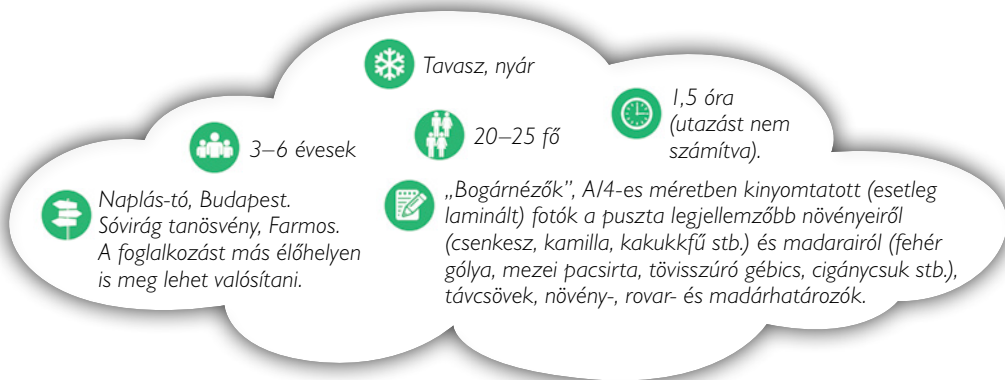 Tavasz, nyár
3–6 évesek
20–25 fő
1,5 óra
(utazást nem
számítva).
Naplás-tó, Budapest.
Sóvirág tanösvény, Farmos.
A foglalkozást más élőhelyen
is meg lehet valósítani.
„Bogárnézők”, A/4-es méretben kinyomtatott (esetleg
laminált) fotók a puszta legjellemzőbb növényeiről
(csenkesz, kamilla, kakukkfű stb.) és madarairól (fehér
gólya, mezei pacsirta, tövisszúró gébics, cigánycsuk stb.),
távcsövek, növény-, rovar- és madárhatározók.